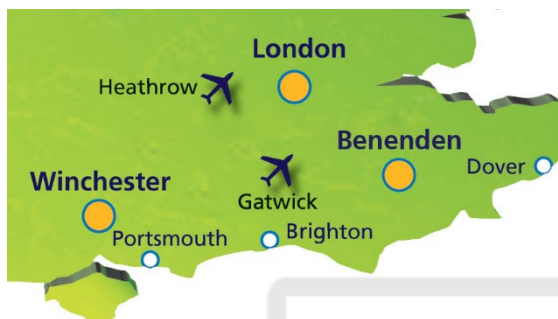 London
Heathrow
Benenden
Dover
Winchester
Gatwick
Portsmouth
Brighton